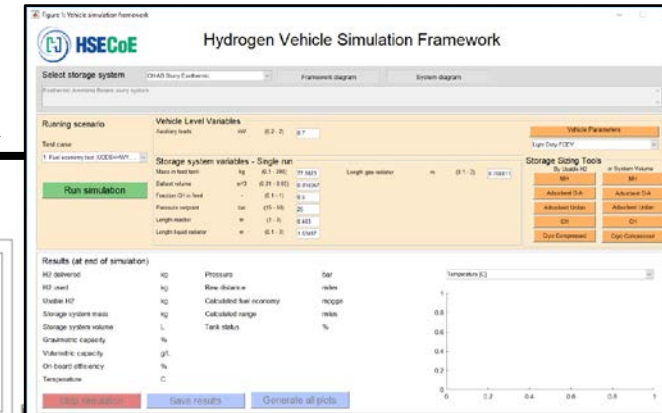 Figure 1: Vehicle simulation framework
HSECoE
Hydrogen Vehicle Simulation Framework
Select storage system
Framework diagram
System diagram
Running scenario
Test case
Run simulation
Vehicle Level Variables
Auxiliary loads kW (0.2 - 2) 0.7
Vehicle Parameters
Light Duty FCEV
Storage system variables - Single run
Mass in feed tank kg
Ballast volume m^3
Fraction CH in feed - (0.1 - 1)
Pressure setpoint bar
Length reactor m
Length liquid radiator m
Length gas radiator m
Storage Sizing Tools
By Usable H2 or System Volume
MH MH
Adsorbent D-A Adsorbent D-A
Adsorbent Unilan Adsorbent Unilan
CH CH
Cryo Compressed Cryo Compressed
Results (at end of simulation)
H2 delivered kg
H2 used kg
Usable H2 kg
Storage system mass kg
Storage system volume L
Gravimetric capacity %
Volumetric capacity g/L
On-board efficiency %
Temperature C
Pressure bar
Raw distance miles
Calculated fuel economy mpgge
Calculated range miles
Tank status %
Temperature [C]
1
0.8
0.6
0.4
0.2
0
0 0.2 0.4 0.6 0.8 1
Stop simulation
Save results
Generate all plots